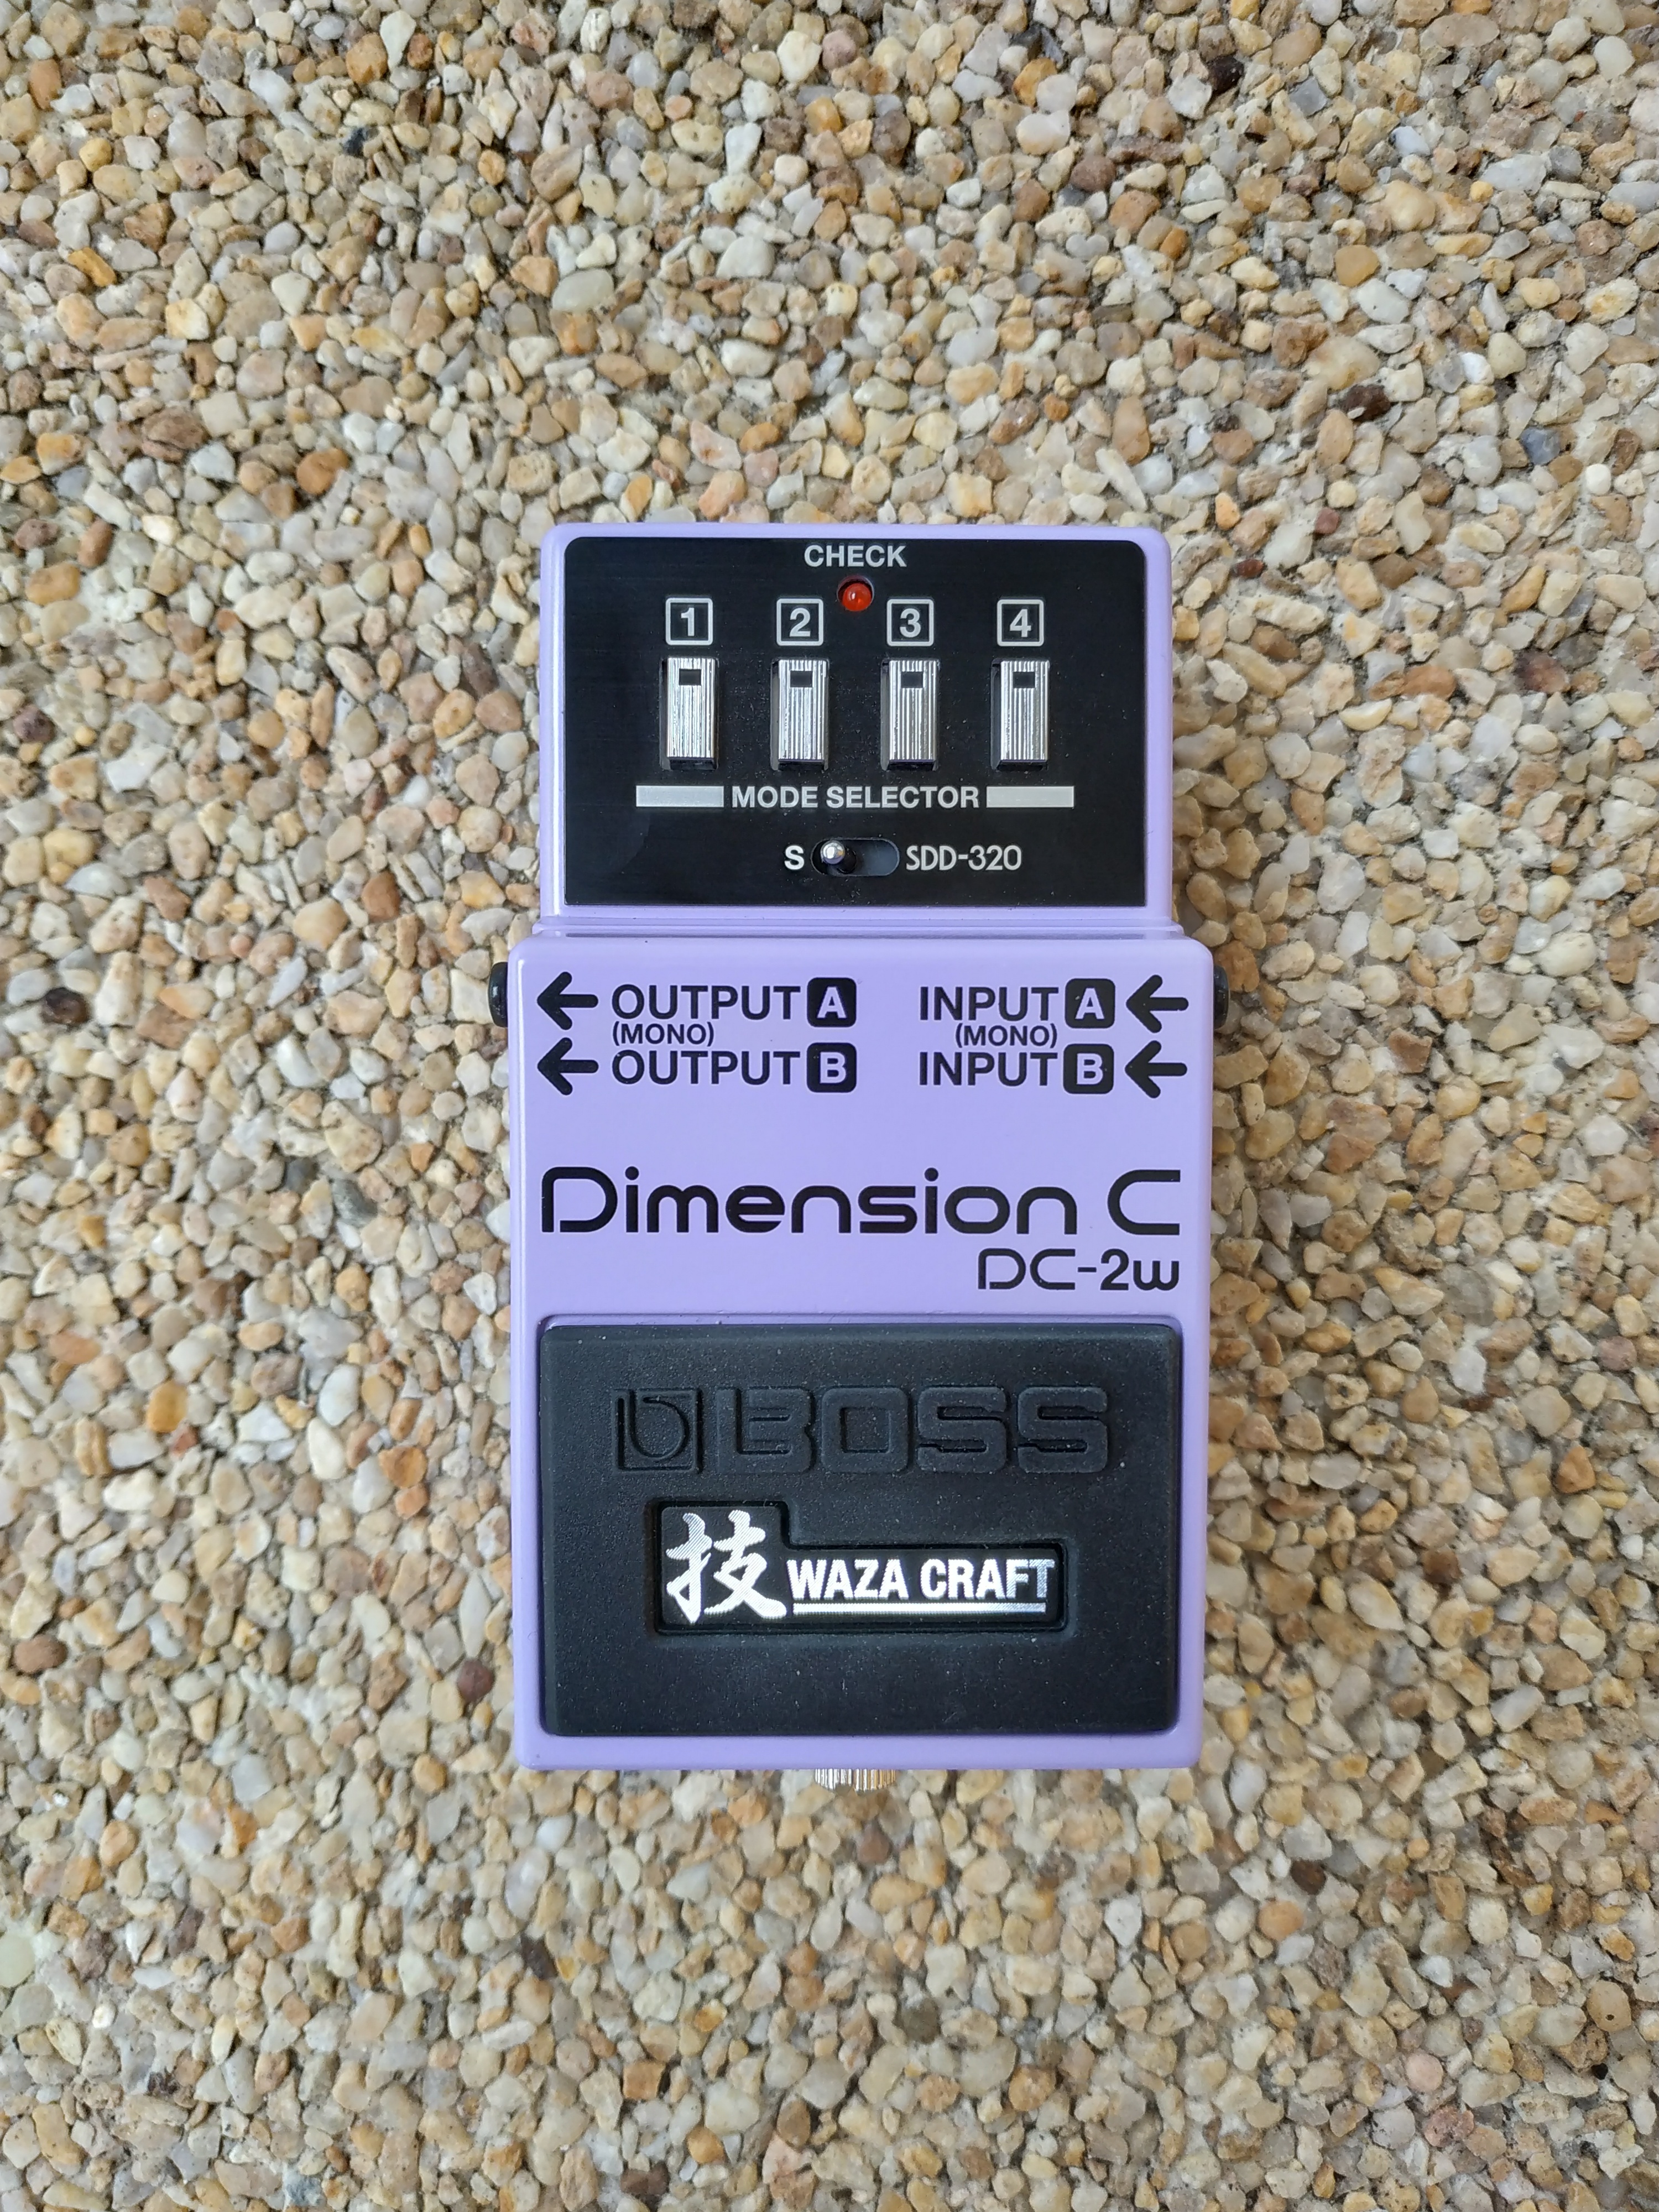 CHECK
1 2 3 4
MODE SELECTOR
S SDD-320
OUTPUT A INPUT A
(MONO) (MONO)
OUTPUT B INPUT B
Dimension C
DC-2w
BOSS
技 WAZA CRAFT